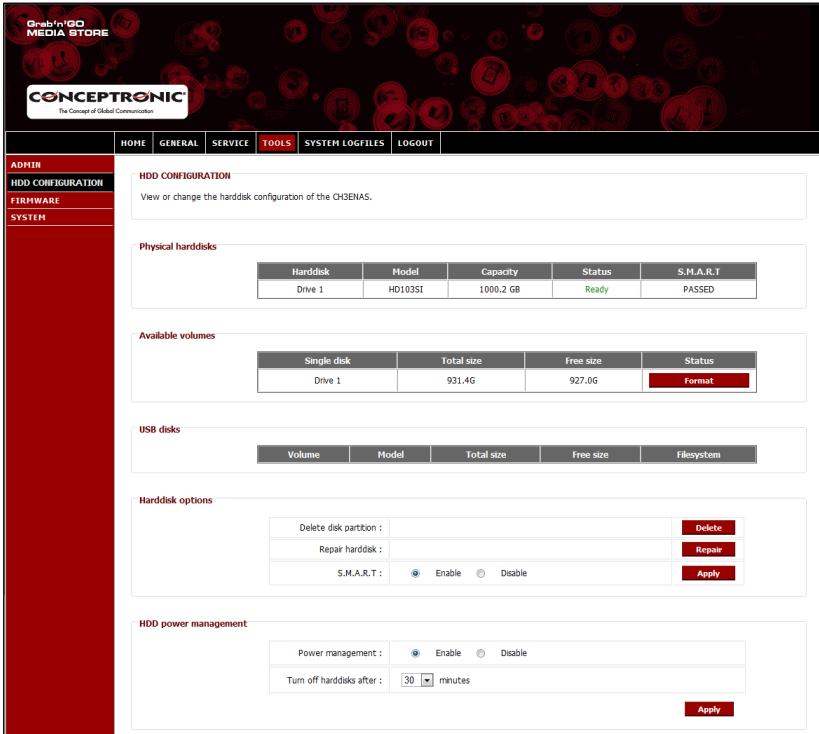 Grab'n'GO
MEDIA STORE
CONCEPTRONIC
The Concept of Global Communication
HOME GENERAL SERVICE TOOLS SYSTEM LOGFILES LOGOUT
ADMIN
HDD CONFIGURATION
FIRMWARE
SYSTEM
HDD CONFIGURATION
View or change the harddisk configuration of the CH3ENAS.
Physical harddisks
Harddisk Model Capacity Status S.M.A.R.T
Drive 1 HD103SI 1000.2 GB Ready PASSED
Available volumes
Single disk Total size Free size Status
Drive 1 931.4G 927.0G Format
USB disks
Volume Model Total size Free size Filesystem
Harddisk options
Delete disk partition : Delete
Repair harddisk : Repair
S.M.A.R.T : Enable Disable Apply
HDD power management
Power management : Enable Disable
Turn off harddisks after : 30 minutes
Apply